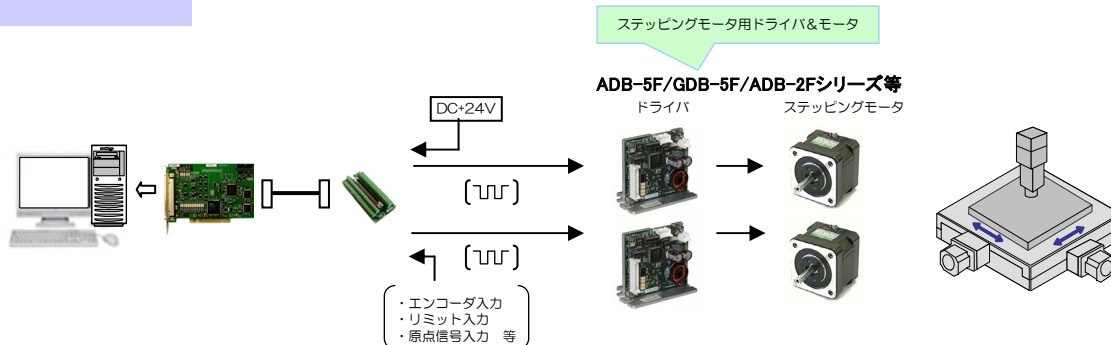 ステッピングモータ用ドライバ&モータ
ADB-5F/GDB-5F/ADB-2Fシリーズ等
ドライバ
ステッピングモータ
DC+24V
・エンコーダ入力
・リミット入力
・原点信号入力 等